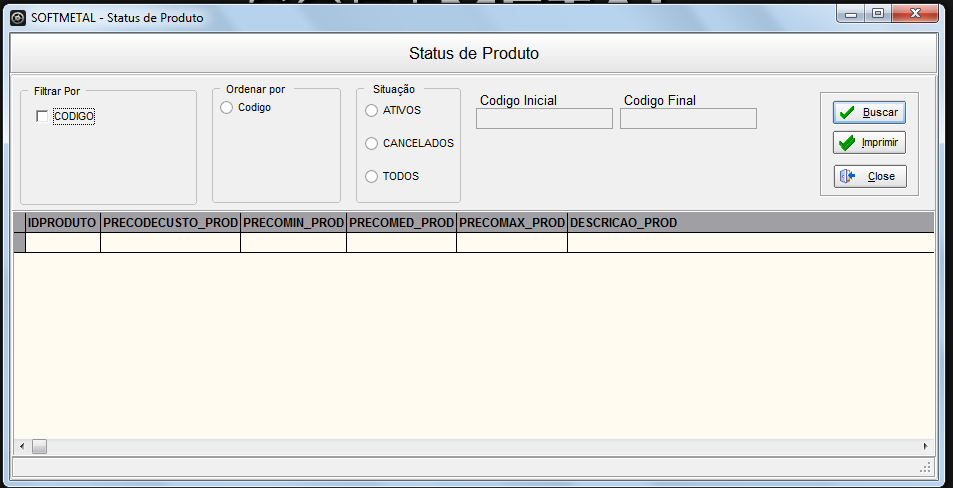 SOFTMETAL - Status de Produto
Status de Produto
Filtrar Por
CODIGO
Ordenar por
Codigo
Situação
ATIVOS
CANCELADOS
TODOS
Codigo Inicial
Codigo Final
Buscar
Imprimir
Close
IDPRODUTO PRECODECUSTO_PROD PRECOMIN_PROD PRECOMED_PROD PRECOMAX_PROD DESCRICAO_PROD